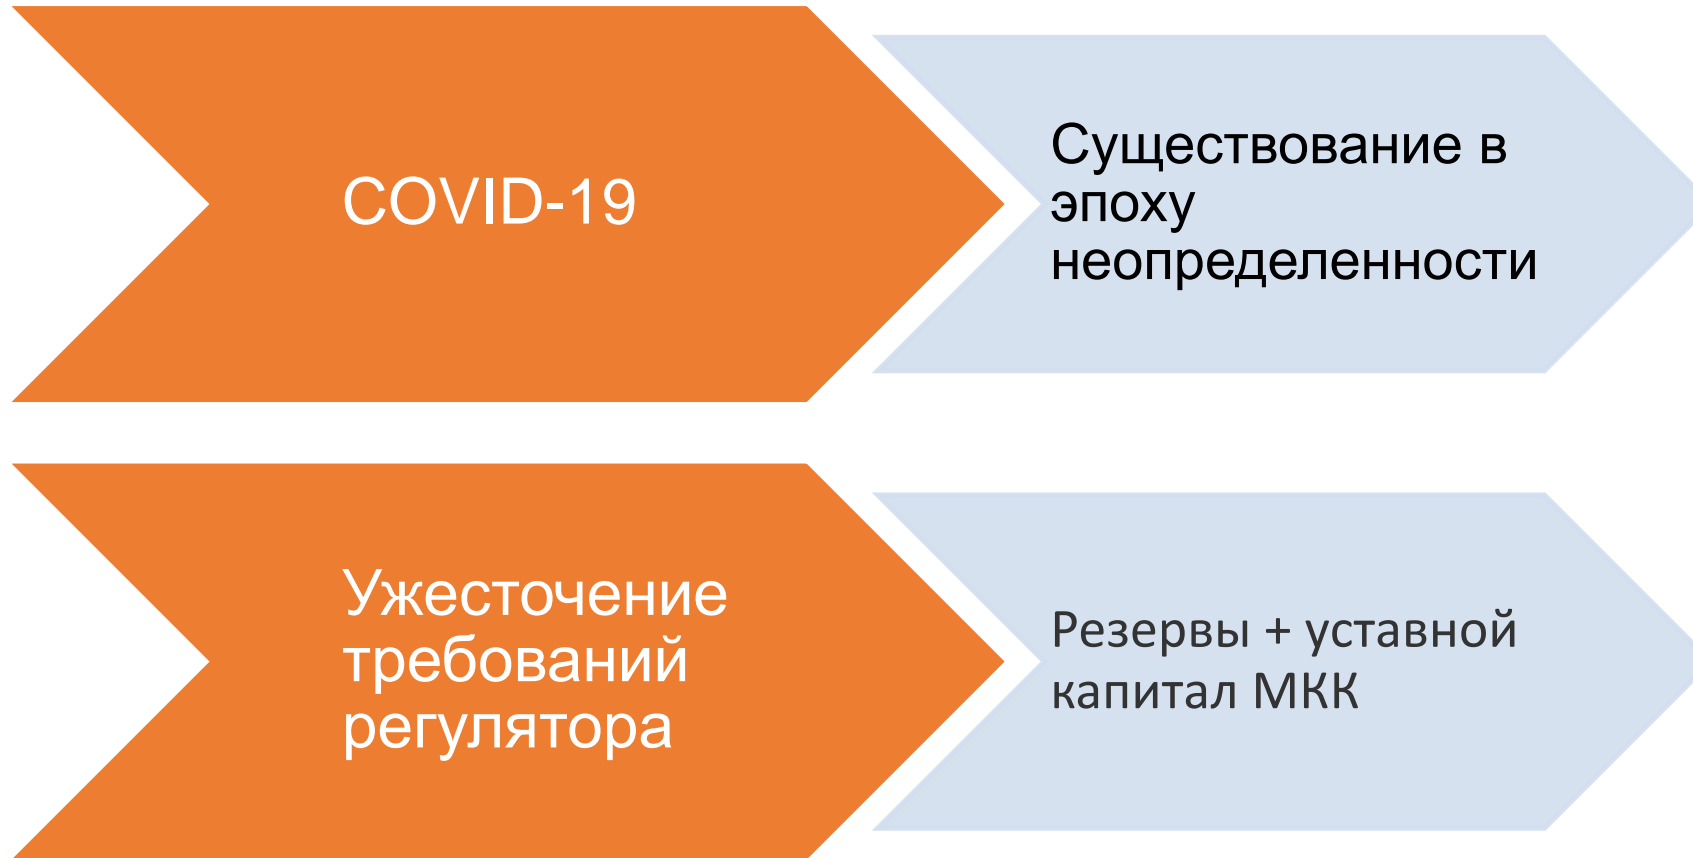 COVID-19
Существование в
эпоху
неопределенности
Ужесточение
требований
регулятора
Резервы + уставной
капитал МКК